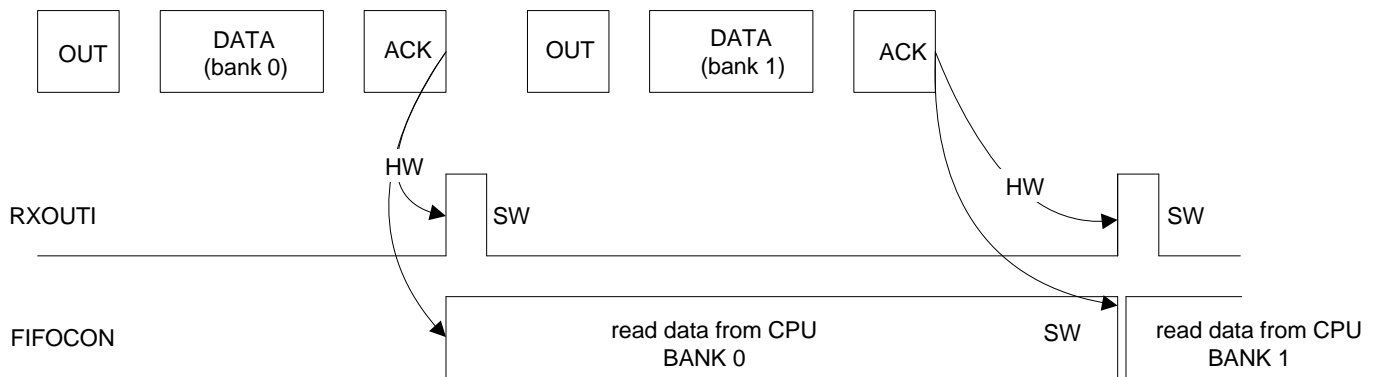 OUT
DATA
(bank 0)
ACK
OUT
DATA
(bank 1)
ACK
HW
HW
RXOUTI
SW
SW
FIFOCON
read data from CPU
BANK 0
SW
read data from CPU
BANK 1